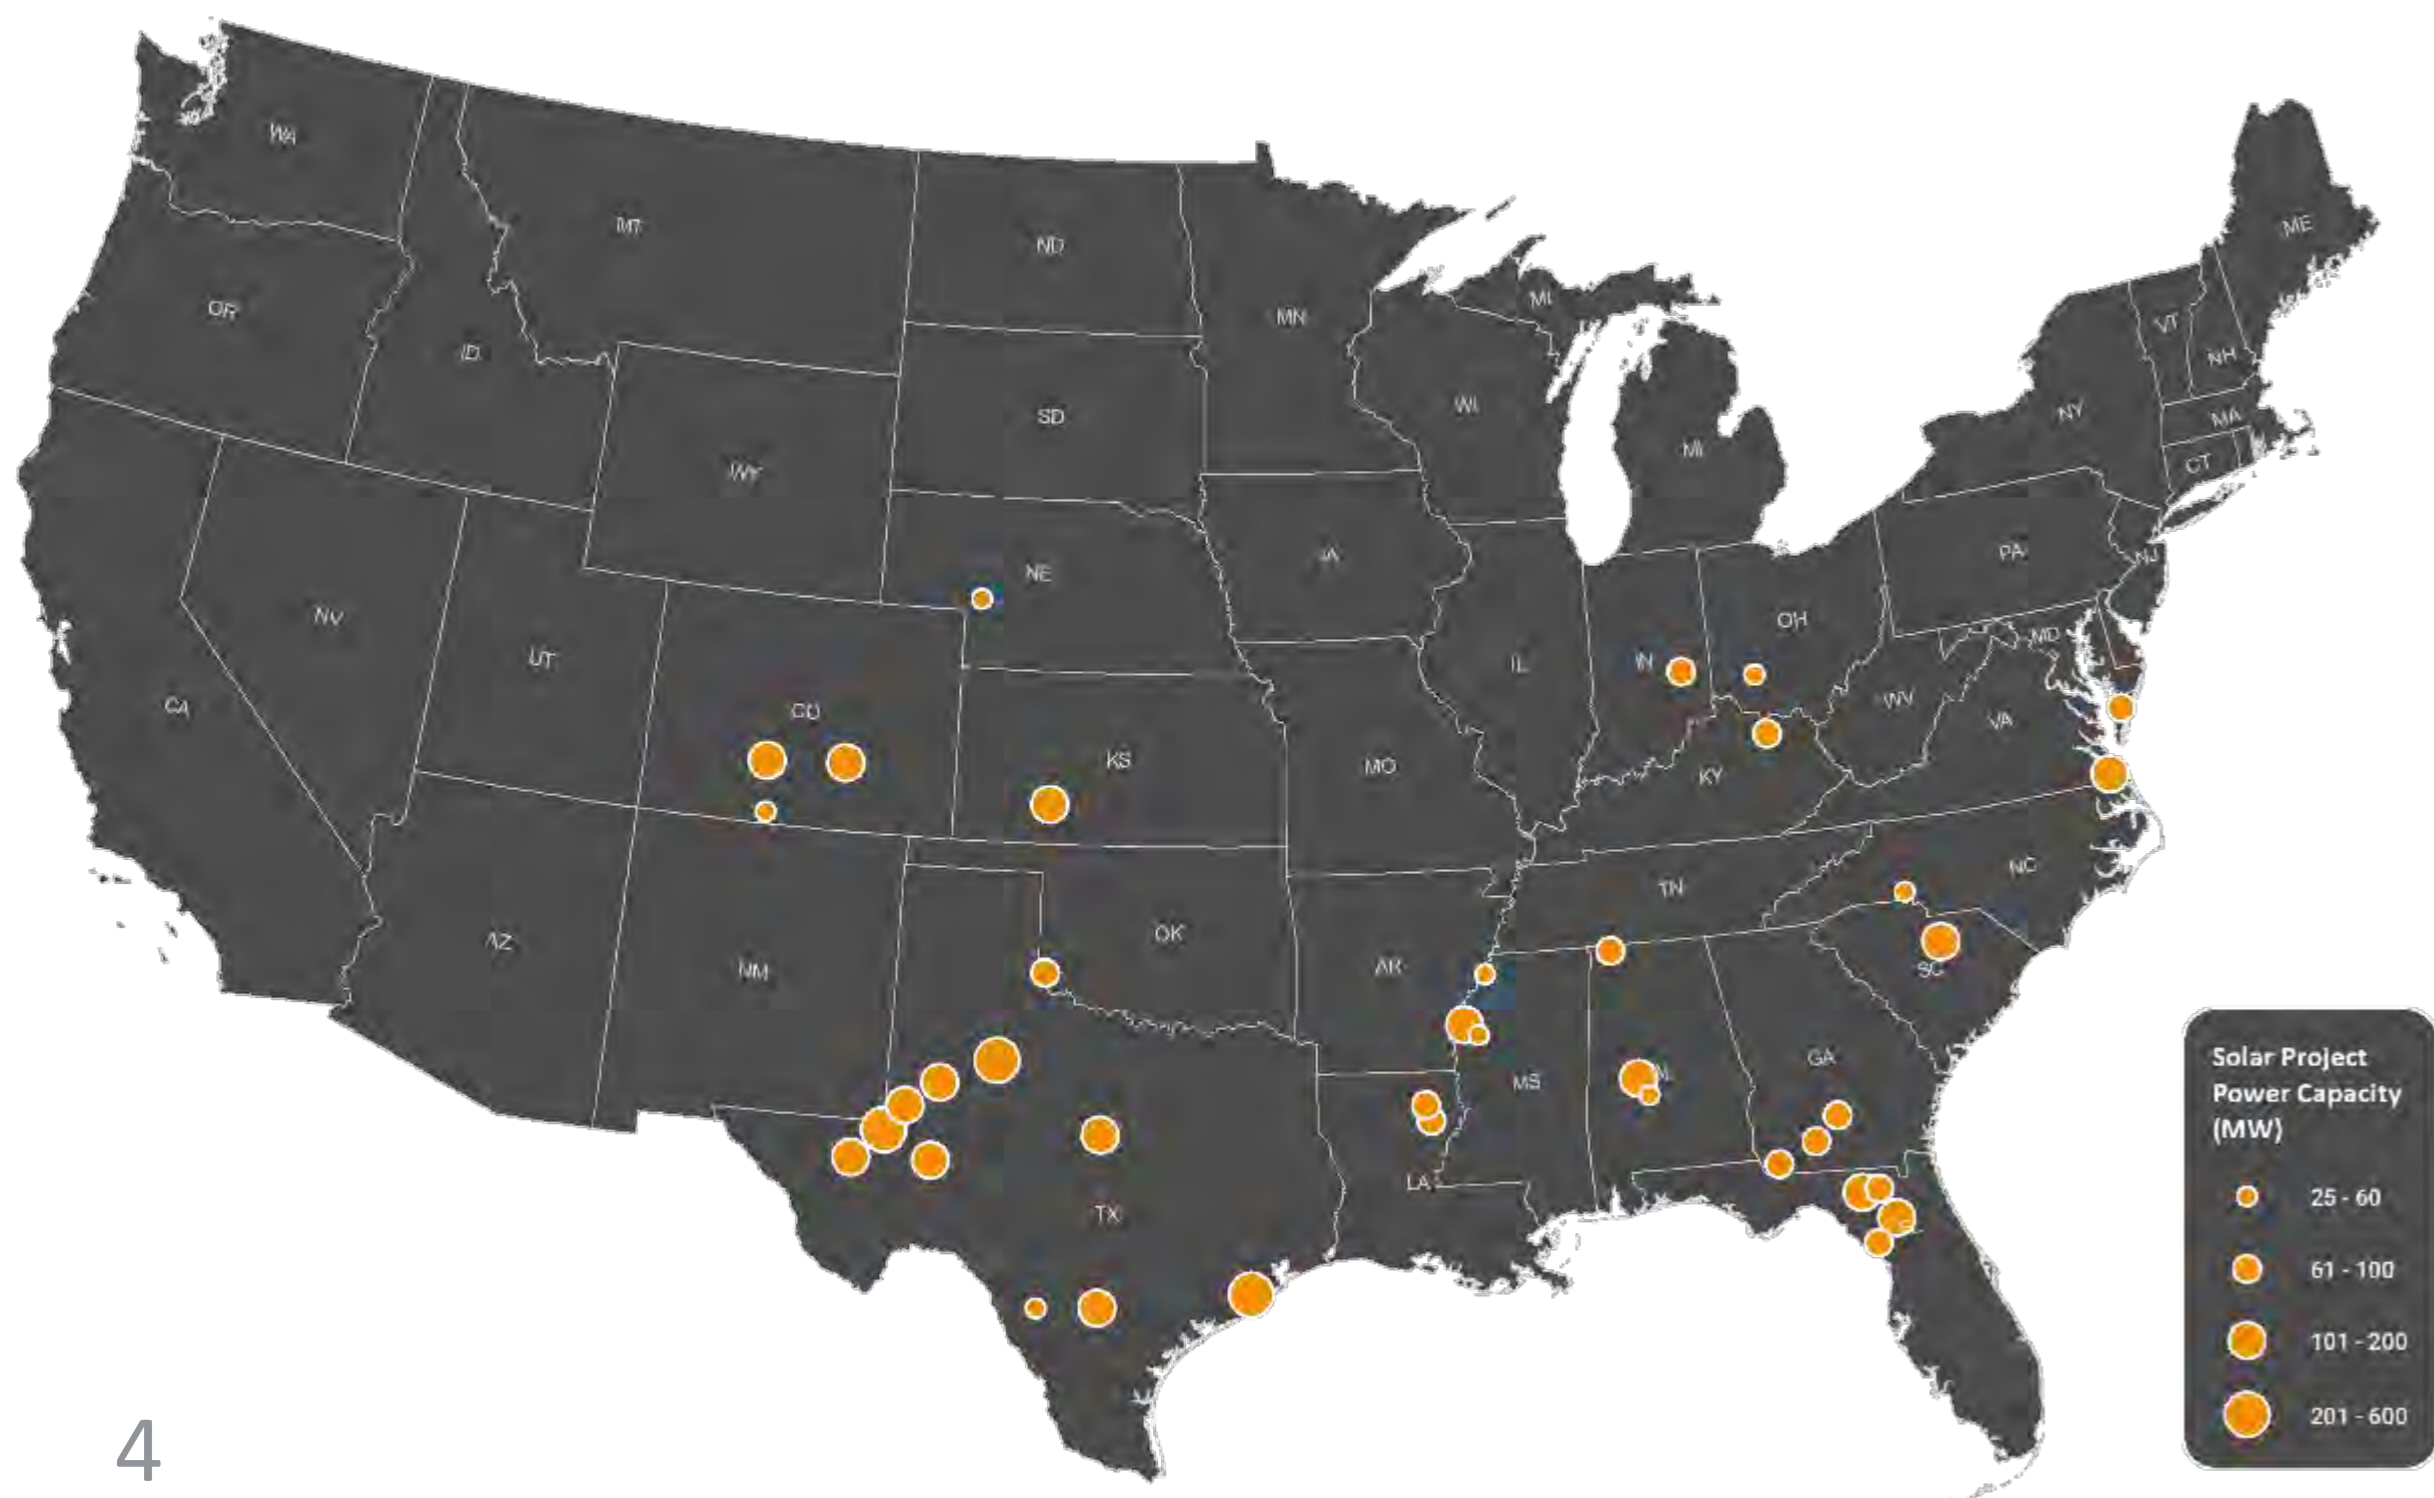 WA
MT
ND
OR
ID
MN
MI
ME
VT
NH
SD
WI
NY
MA
WY
MI
CT
NE
IA
PA
NJ
NV
UT
OH
MD
IL
IN
CA
CO
KS
MO
WV
VA
KY
AZ
NM
OK
AR
TN
NC
SC
MS
GA
LA
TX
Solar Project
Power Capacity
(MW)
25 - 60
61 - 100
101 - 200
201 - 600
4